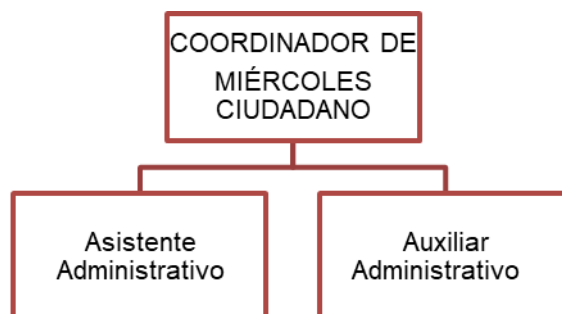 COORDINADOR DE
MIÉRCOLES
CIUDADANO
Asistente
Administrativo
Auxiliar
Administrativo